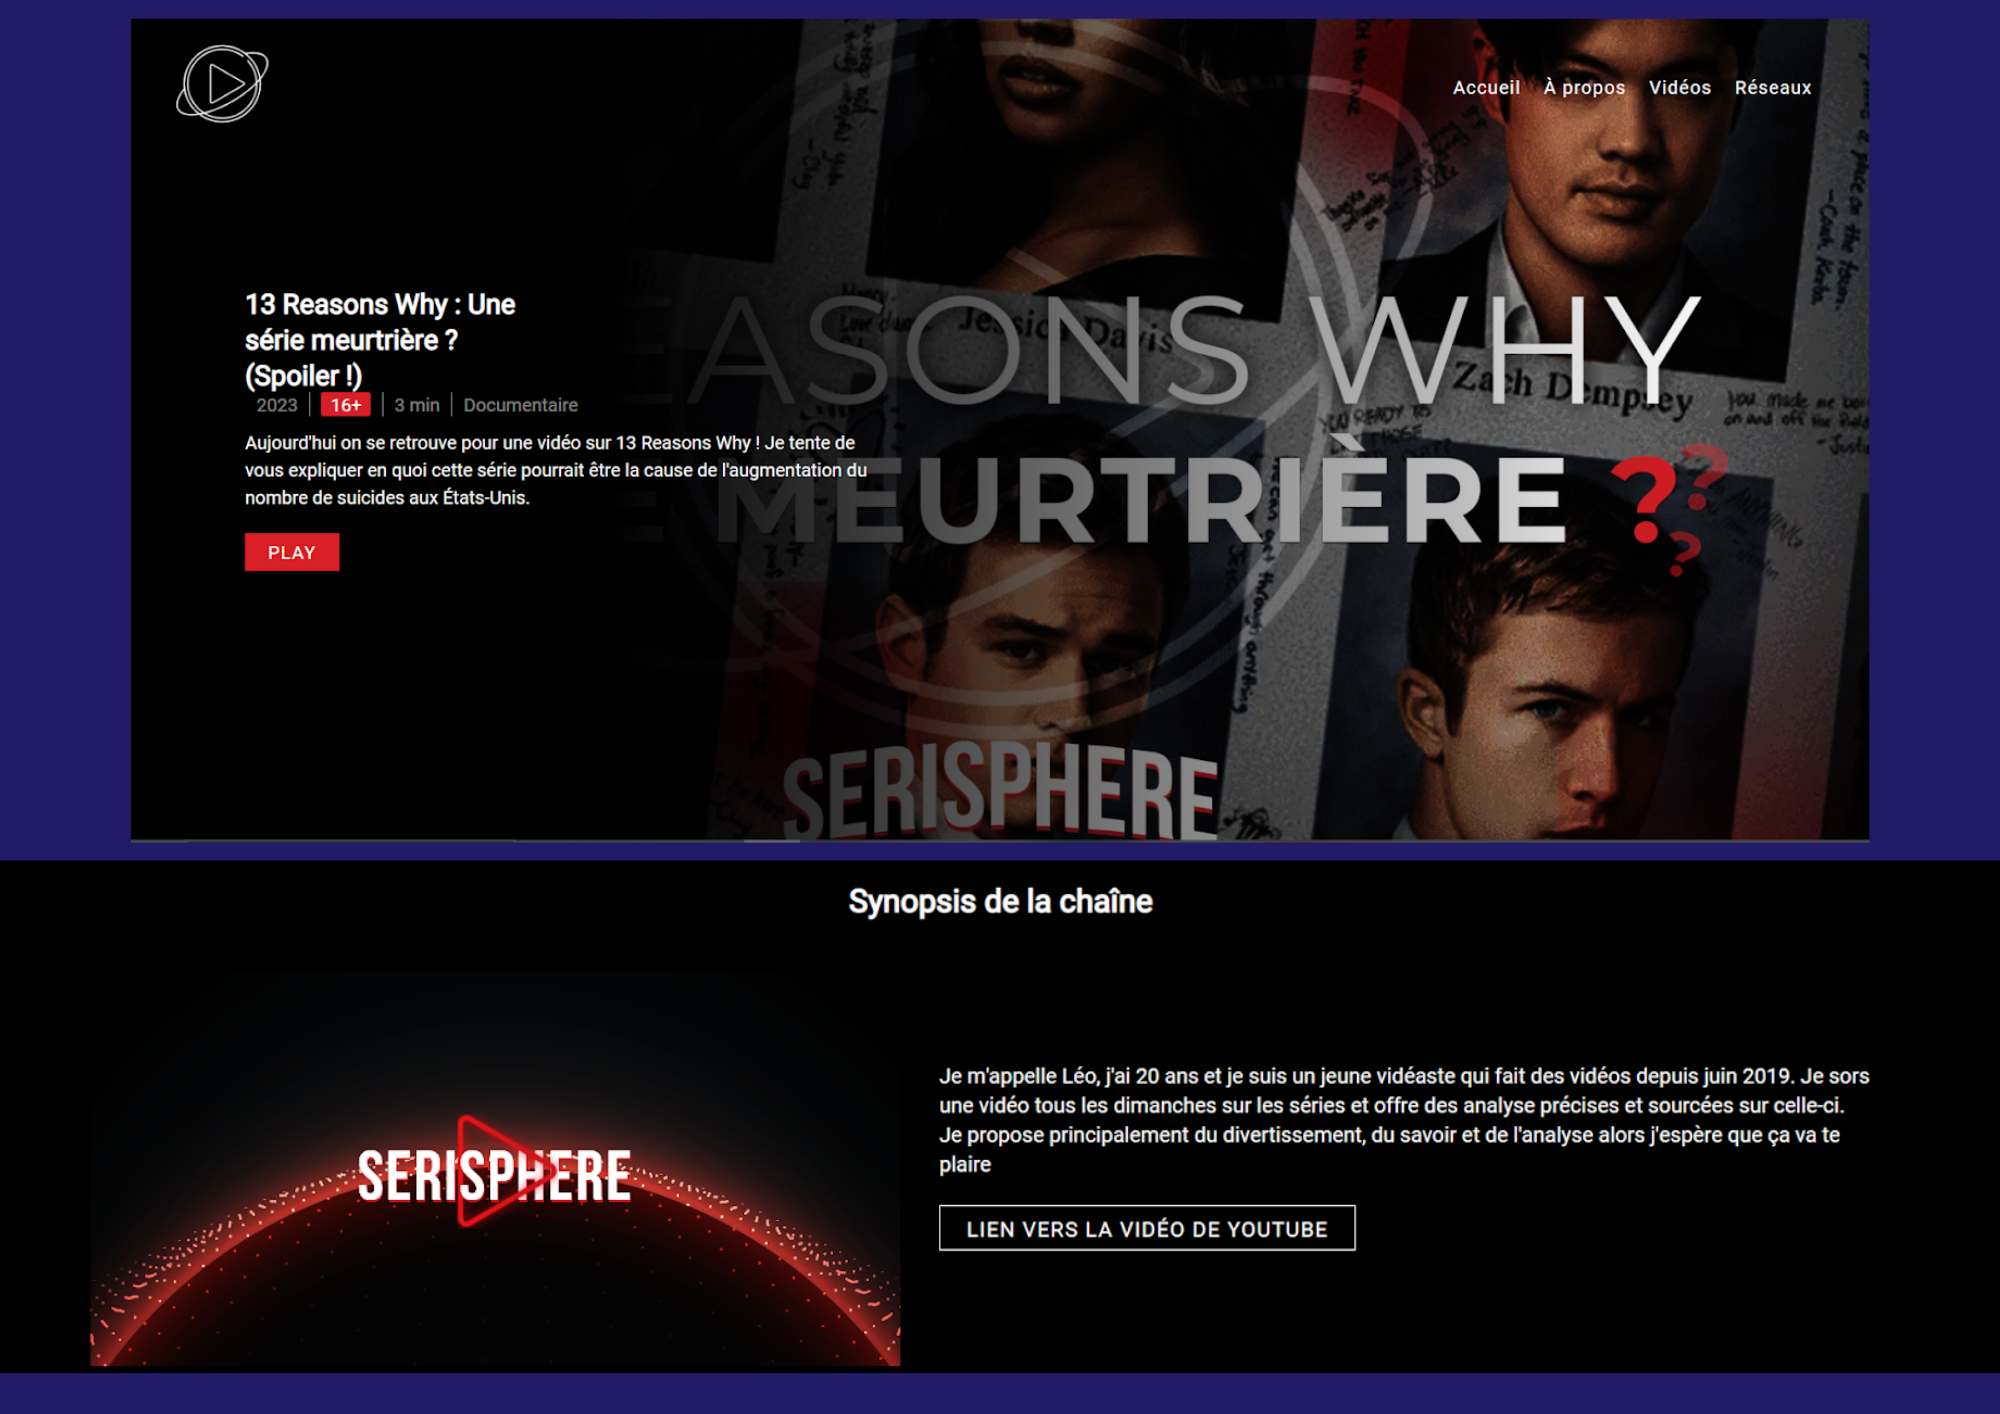 Accueil À propos Vidéos Réseaux
EASONS WHY
Jessica Davis
Zach Dempsey
MEURTRIÈRE ???
13 Reasons Why : Une
série meurtrière ?
(Spoiler !)
2023 | 16+ | 3 min | Documentaire
Aujourd'hui on se retrouve pour une vidéo sur 13 Reasons Why ! Je tente de
vous expliquer en quoi cette série pourrait être la cause de l'augmentation du
nombre de suicides aux États-Unis.
PLAY
SERISPHERE
Synopsis de la chaîne
SERISPHERE
Je m'appelle Léo, j'ai 20 ans et je suis un jeune vidéaste qui fait des vidéos depuis juin 2019. Je sors
une vidéo tous les dimanches sur les séries et offre des analyse précises et sourcées sur celle-ci.
Je propose principalement du divertissement, du savoir et de l'analyse alors j'espère que ça va te
plaire
LIEN VERS LA VIDÉO DE YOUTUBE